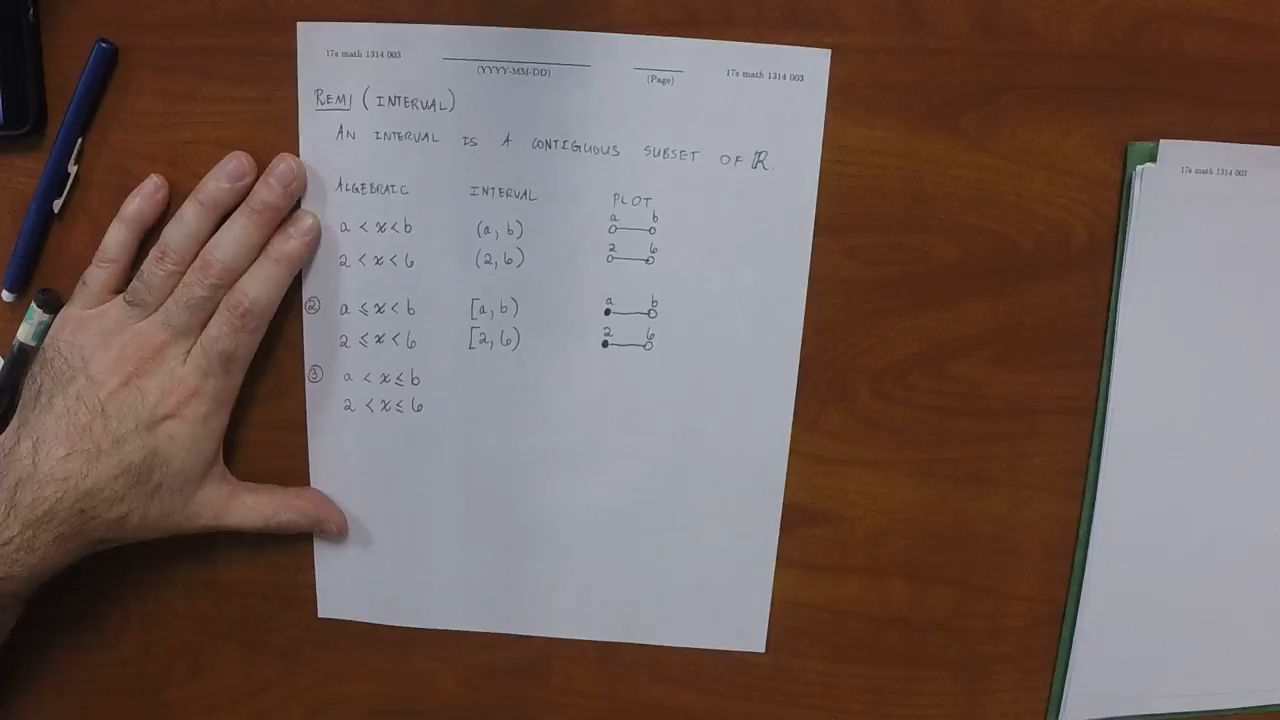 17s math 1314 003 (YYYY-MM-DD) (Page) 17s math 1314 003
REM1 (INTERVAL)
AN INTERVAL IS A CONTIGUOUS SUBSET OF ℝ.
ALGEBRAIC INTERVAL PLOT
a b
a < x < b (a, b)
2 6
2 < x < 6 (2, 6)
a b
② a ≤ x < b [a, b)
2 6
2 ≤ x < 6 [2, 6)
③ a < x ≤ b
2 < x ≤ 6
17s math 1314 003